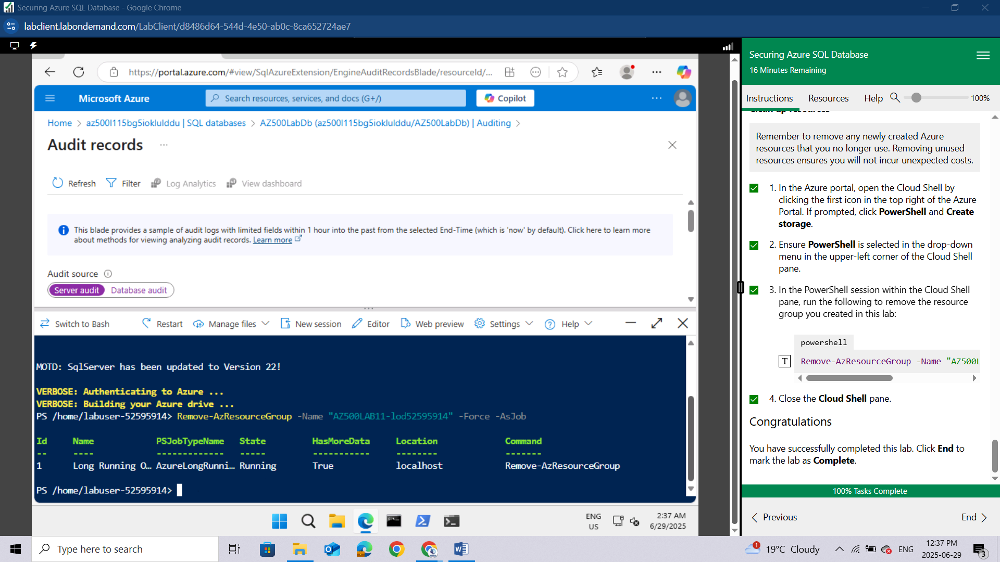 Securing Azure SQL Database - Google Chrome
labclient.labondemand.com/LabClient/d8486d64-544d-4e50-ab0c-8ca652724ae7
https://portal.azure.com/#view/SqlAzureExtension/EngineAuditRecordsBlade/resourceId/...
Microsoft Azure
Search resources, services, and docs (G+/)
Copilot
Home > az500l115bg5ioklulddu | SQL databases > AZ500LabDb (az500l115bg5ioklulddu/AZ500LabDb) | Auditing >
Audit records
Refresh
Filter
Log Analytics
View dashboard
This blade provides a sample of audit logs with limited fields within 1 hour into the past from the selected End-Time (which is 'now' by default). Click here to learn more
about methods for viewing analyzing audit records. Learn more
Audit source
Server audit
Database audit
Switch to Bash
Restart
Manage files
New session
Editor
Web preview
Settings
Help
MOTD: SqlServer has been updated to Version 22!
VERBOSE: Authenticating to Azure ...
VERBOSE: Building your Azure drive ...
PS /home/labuser-52595914> Remove-AzResourceGroup -Name "AZ500LAB11-lod52595914" -Force -AsJob
Id Name PSJobTypeName State HasMoreData Location Command
-- ---- ------------- ----- ----------- -------- -------
1 Long Running O… AzureLongRunni… Running True localhost Remove-AzResourceGroup
PS /home/labuser-52595914>
ENG
US
2:37 AM
6/29/2025
Securing Azure SQL Database
16 Minutes Remaining
Instructions
Resources
Help
100%
Clean up resources
Remember to remove any newly created Azure
resources that you no longer use. Removing unused
resources ensures you will not incur unexpected costs.
1. In the Azure portal, open the Cloud Shell by
clicking the first icon in the top right of the Azure
Portal. If prompted, click PowerShell and Create
storage.
2. Ensure PowerShell is selected in the drop-down
menu in the upper-left corner of the Cloud Shell
pane.
3. In the PowerShell session within the Cloud Shell
pane, run the following to remove the resource
group you created in this lab:
powershell
T
Remove-AzResourceGroup -Name "AZ500L
4. Close the Cloud Shell pane.
Congratulations
You have successfully completed this lab. Click End to
mark the lab as Complete.
100% Tasks Complete
Previous
End
Type here to search
1
19°C Cloudy
ENG
12:37 PM
2025-06-29
3